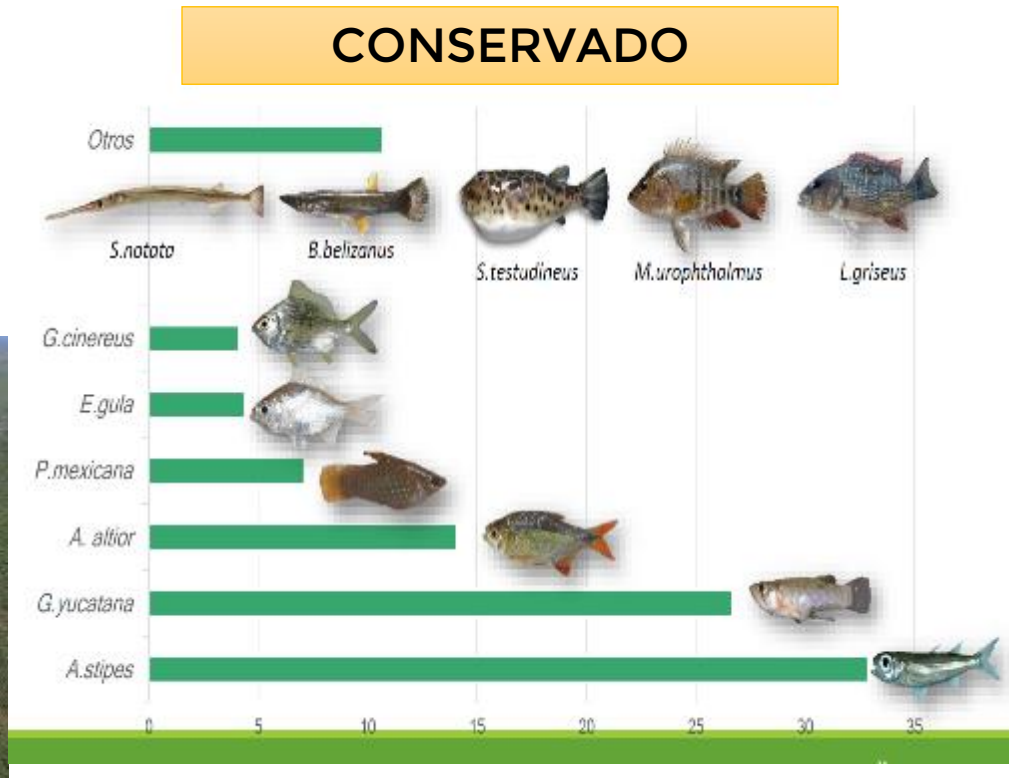 CONSERVADO
Otros
S.notata B.belizanus
S.testudineus M.urophthalmus L.griseus
G.cinereus
E.gula
P.mexicana
A. altior
G.yucatana
A.stipes
0 5 10 15 20 25 30 35